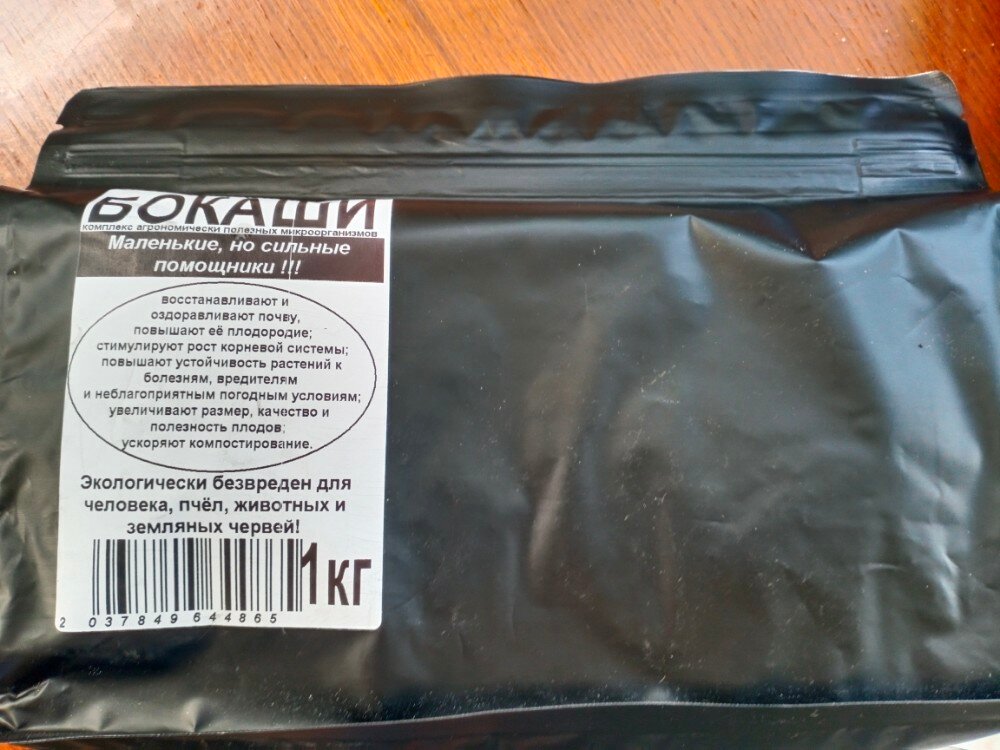 БОКАШИ
комплекс агрономически полезных микроорганизмов
Маленькие, но сильные
помощники !!!
восстанавливают и
оздоравливают почву,
повышают её плодородие;
стимулируют рост корневой системы;
повышают устойчивость растений к
болезням, вредителям
и неблагоприятным погодным условиям;
увеличивают размер, качество и
полезность плодов;
ускоряют компостирование.
Экологически безвреден для
человека, пчёл, животных и
земляных червей!
1 кг
2 037849 644865